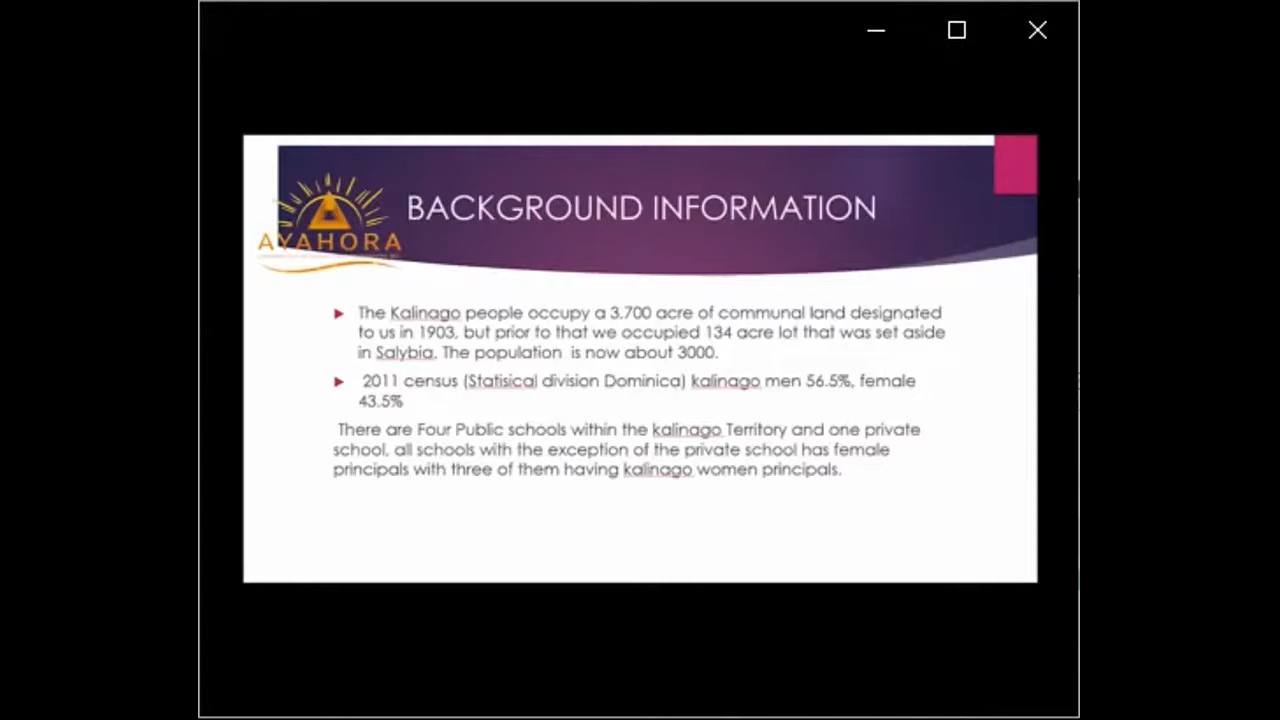 BACKGROUND INFORMATION
AYAHORA
The Kalinago people occupy a 3,700 acre of communal land designated
to us in 1903, but prior to that we occupied 134 acre lot that was set aside
in Salybia. The population is now about 3000.
2011 census (Statisical division Dominica) kalinago men 56.5%, female
43.5%
There are Four Public schools within the kalinago Territory and one private
school, all schools with the exception of the private school has female
principals with three of them having kalinago women principals.